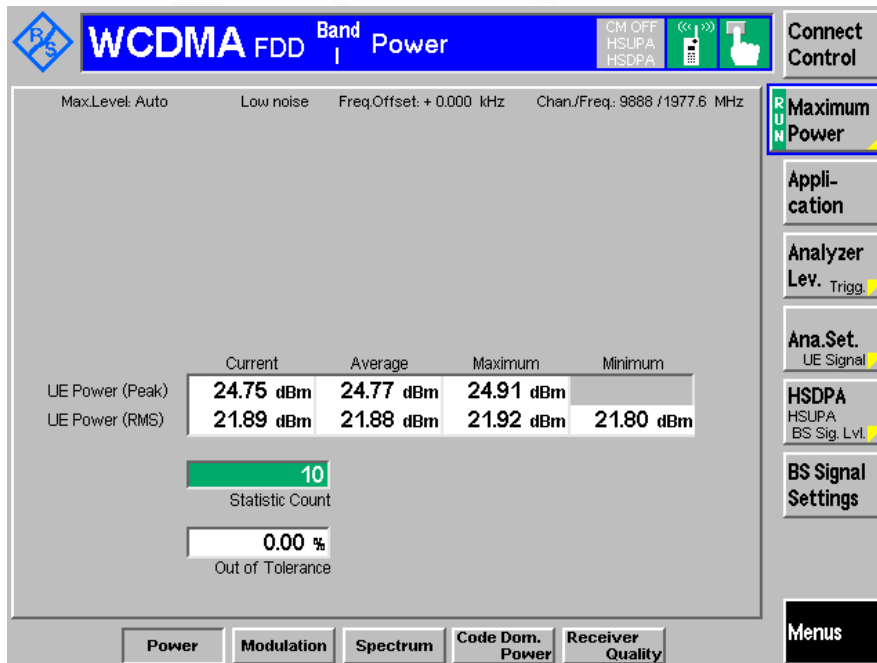 R&S
WCDMA FDD Band I Power
CM OFF
HSUPA
HSDPA
Connect Control
Max.Level: Auto Low noise Freq.Offset: + 0.000 kHz Chan./Freq.: 9888 /1977.6 MHz
RUN
Maximum Power
Appli-
cation
Analyzer
Lev. Trigg.
Ana.Set.
UE Signal
Current Average Maximum Minimum
UE Power (Peak) 24.75 dBm 24.77 dBm 24.91 dBm
UE Power (RMS) 21.89 dBm 21.88 dBm 21.92 dBm 21.80 dBm
HSDPA
HSUPA
BS Sig. Lvl.
10
Statistic Count
BS Signal
Settings
0.00 %
Out of Tolerance
Power Modulation Spectrum Code Dom. Power Receiver Quality
Menus